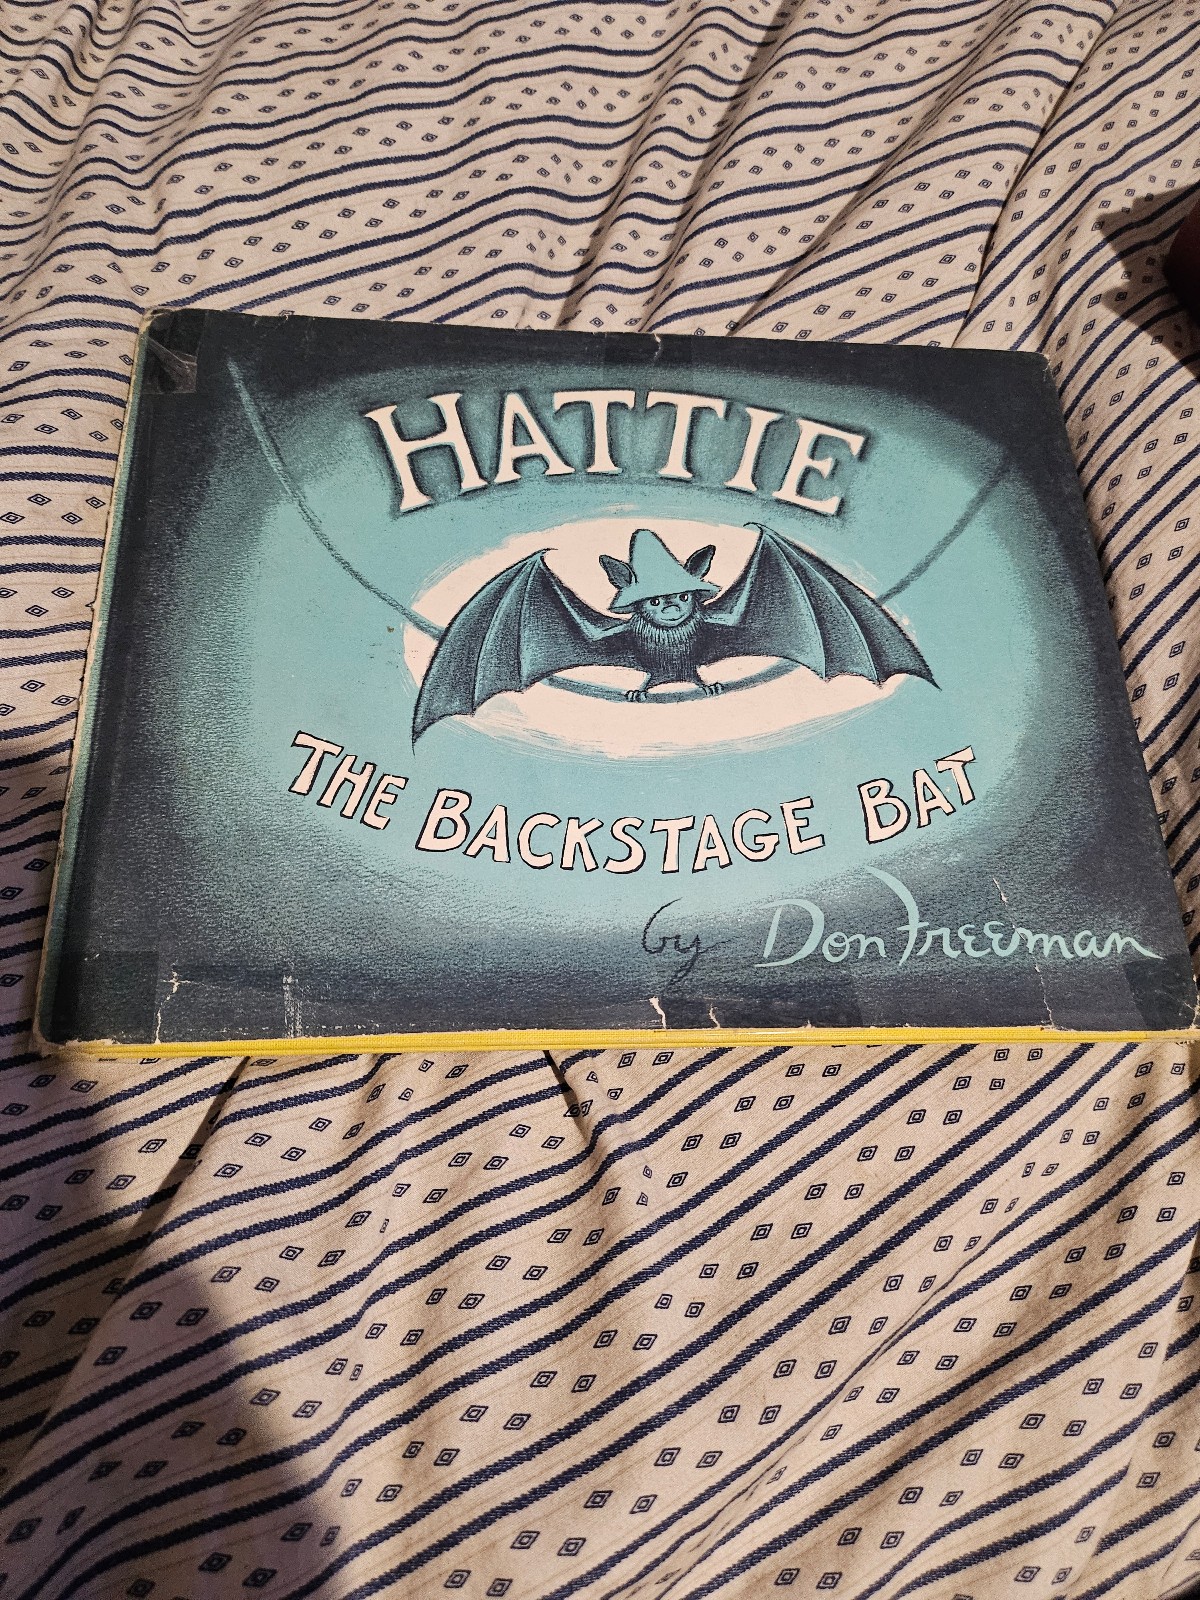 HATTIE
THE BACKSTAGE BAT
by Don Freeman